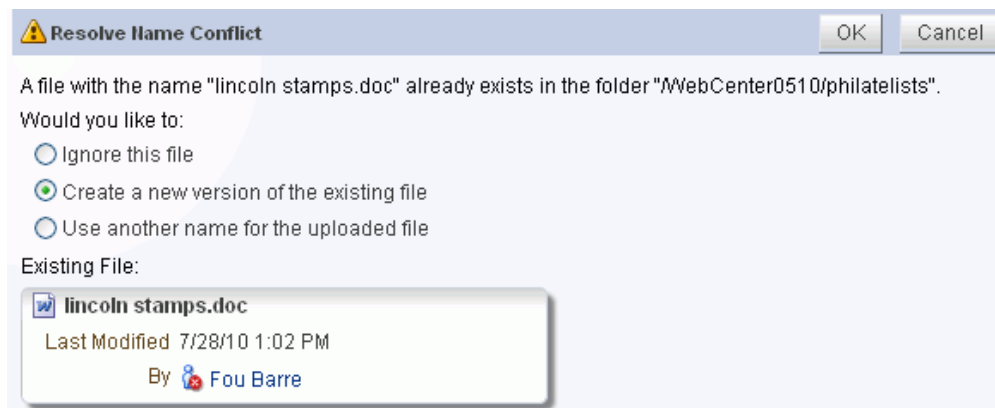 Resolve Name Conflict OK Cancel
A file with the name "lincoln stamps.doc" already exists in the folder "/WebCenter0510/philatelists".
Would you like to:
Ignore this file
Create a new version of the existing file
Use another name for the uploaded file
Existing File:
lincoln stamps.doc
Last Modified 7/28/10 1:02 PM
By Fou Barre